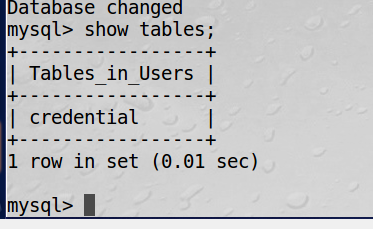 Database changed
mysql> show tables;
+-----------------+
| Tables_in_Users |
+-----------------+
| credential      |
+-----------------+
1 row in set (0.01 sec)
mysql>